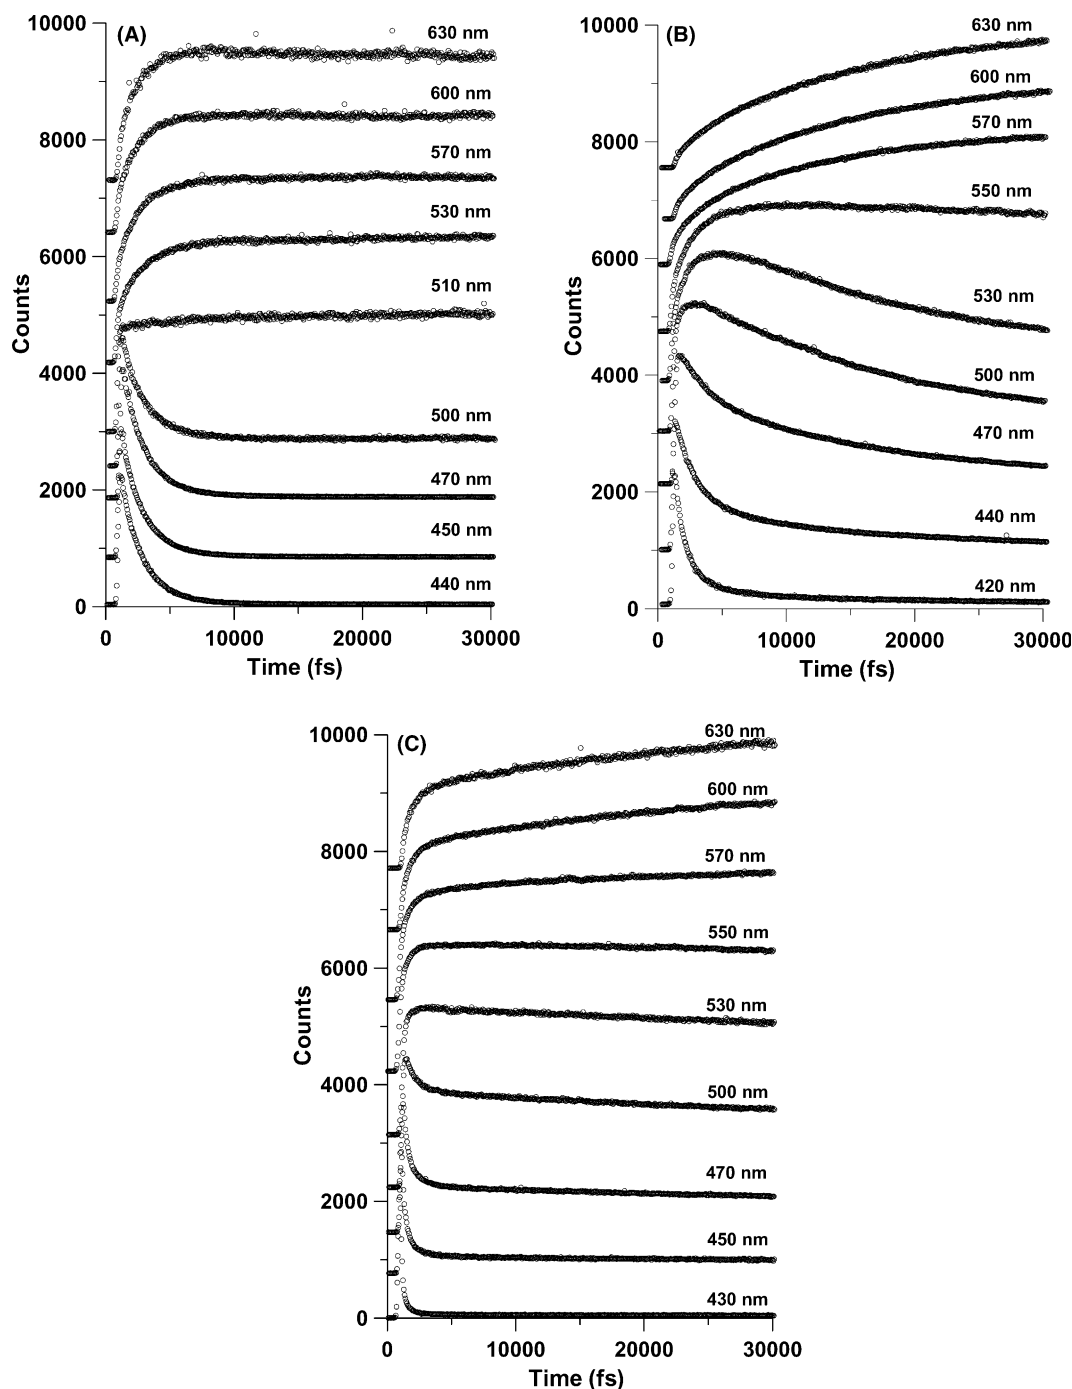 (A)
10000
8000
6000
4000
2000
0
Counts
630 nm
600 nm
570 nm
530 nm
510 nm
500 nm
470 nm
450 nm
440 nm
0 10000 20000 30000
Time (fs)
(B)
10000
8000
6000
4000
2000
0
Counts
630 nm
600 nm
570 nm
550 nm
530 nm
500 nm
470 nm
440 nm
420 nm
0 10000 20000 30000
Time (fs)
(C)
10000
8000
6000
4000
2000
0
Counts
630 nm
600 nm
570 nm
550 nm
530 nm
500 nm
470 nm
450 nm
430 nm
0 10000 20000 30000
Time (fs)